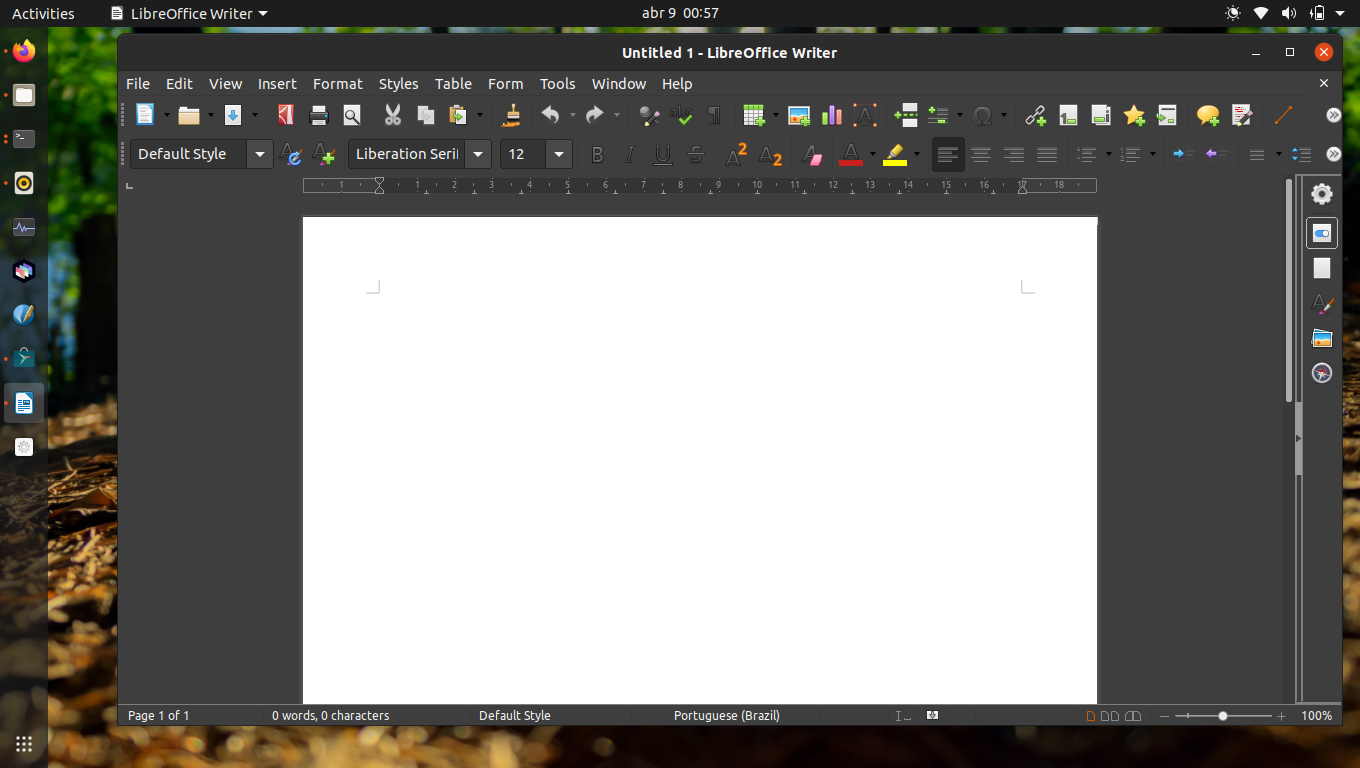 Activities LibreOffice Writer abr 9 00:57
Untitled 1 - LibreOffice Writer
File Edit View Insert Format Styles Table Form Tools Window Help
Default Style Liberation Seri 12
1 1 2 3 4 5 6 7 8 9 10 11 12 13 14 15 16 17 18
Page 1 of 1 0 words, 0 characters Default Style Portuguese (Brazil) 100%